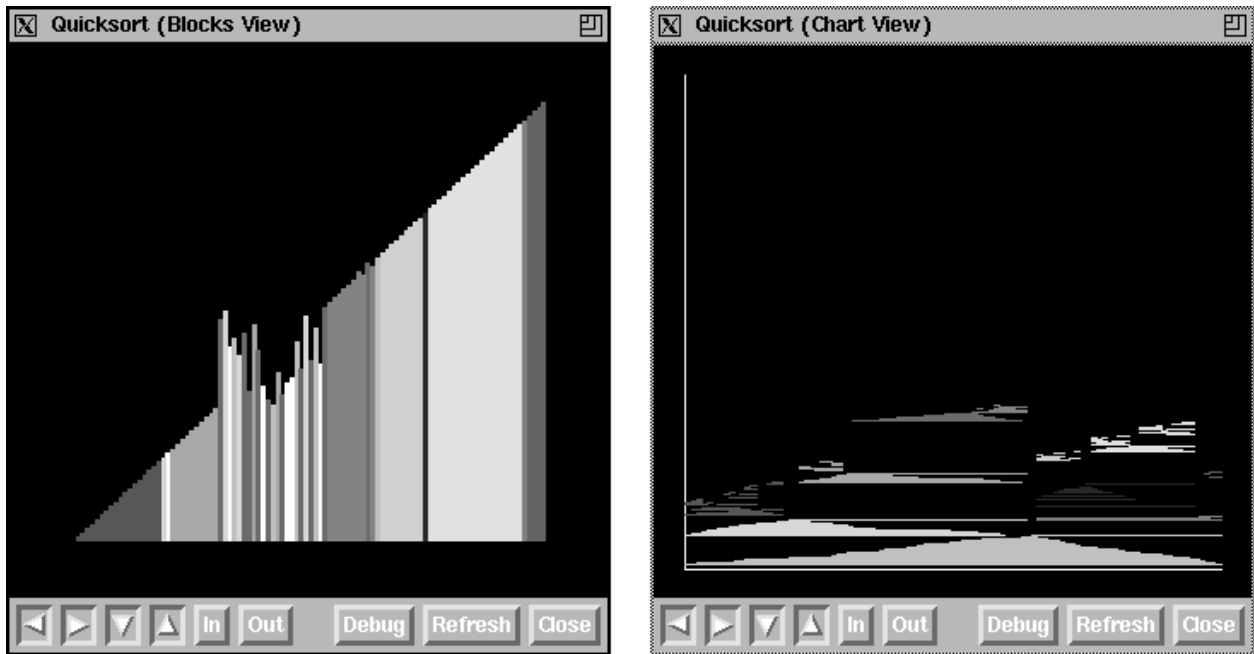 Quicksort (Blocks View)
Quicksort (Chart View)
In Out Debug Refresh Close
In Out Debug Refresh Close